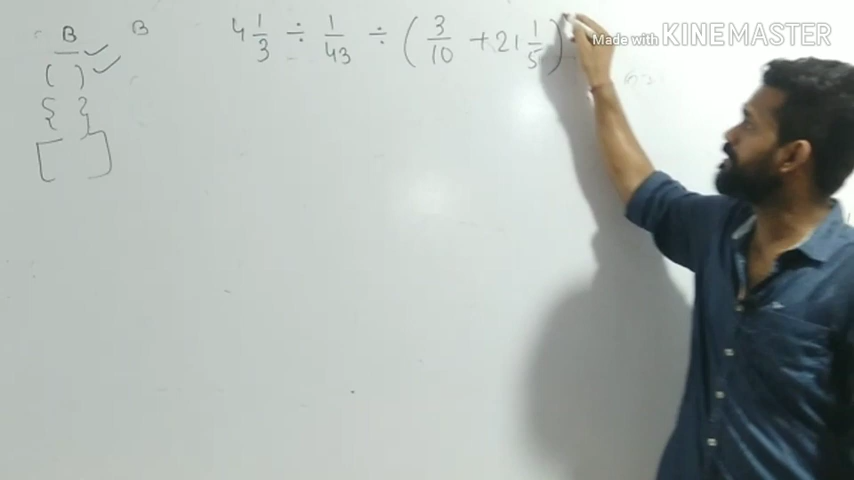 B B 4 1/3 ÷ 1/43 ÷ ( 3/10 + 21 1/5 )
( )
{ }
[ ]
Made with KINEMASTER